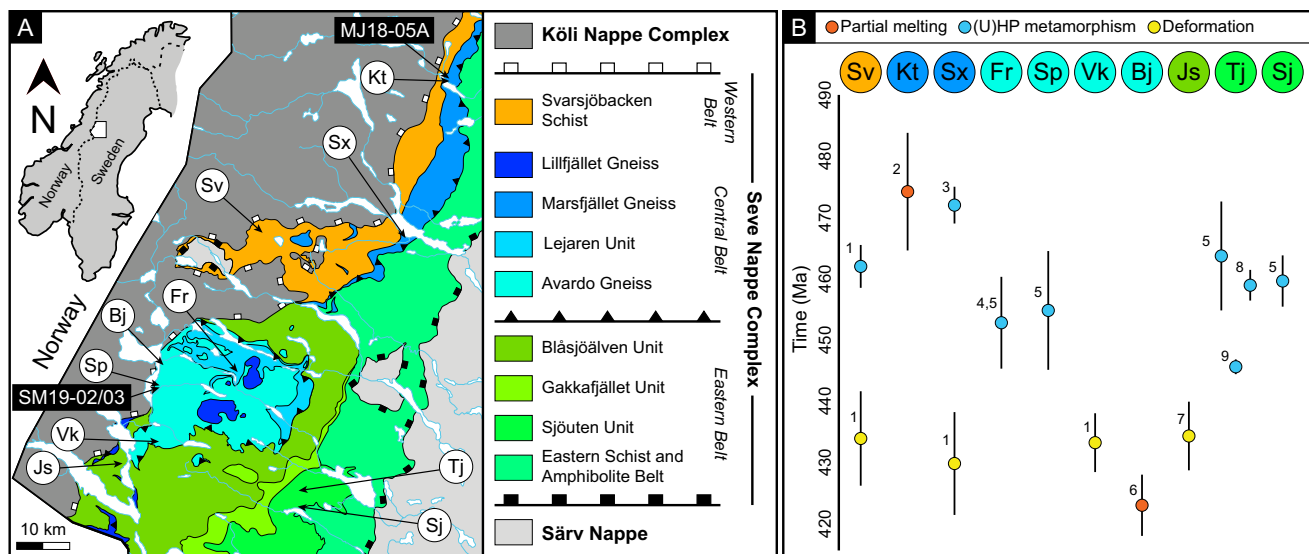 A
MJ18-05A
Kt
N
Norway
Sweden
Sx
Sv
Norway
Fr
Bj
Sp
SM19-02/03
Vk
Js
Tj
Sj
10 km
Köli Nappe Complex
Svarsjöbacken
Schist
Lillfjället Gneiss
Marsfjället Gneiss
Lejaren Unit
Avardo Gneiss
Blåsjöälven Unit
Gakkafjället Unit
Sjöuten Unit
Eastern Schist and
Amphibolite Belt
Särv Nappe
Western
Belt
Central Belt
Eastern Belt
Seve Nappe Complex
B
Partial melting
(U)HP metamorphism
Deformation
Sv Kt Sx Fr Sp Vk Bj Js Tj Sj
Time (Ma)
490
480
470
460
450
440
430
420
1
1
2
3
1
4,5
5
1
6
7
5
8
9
5